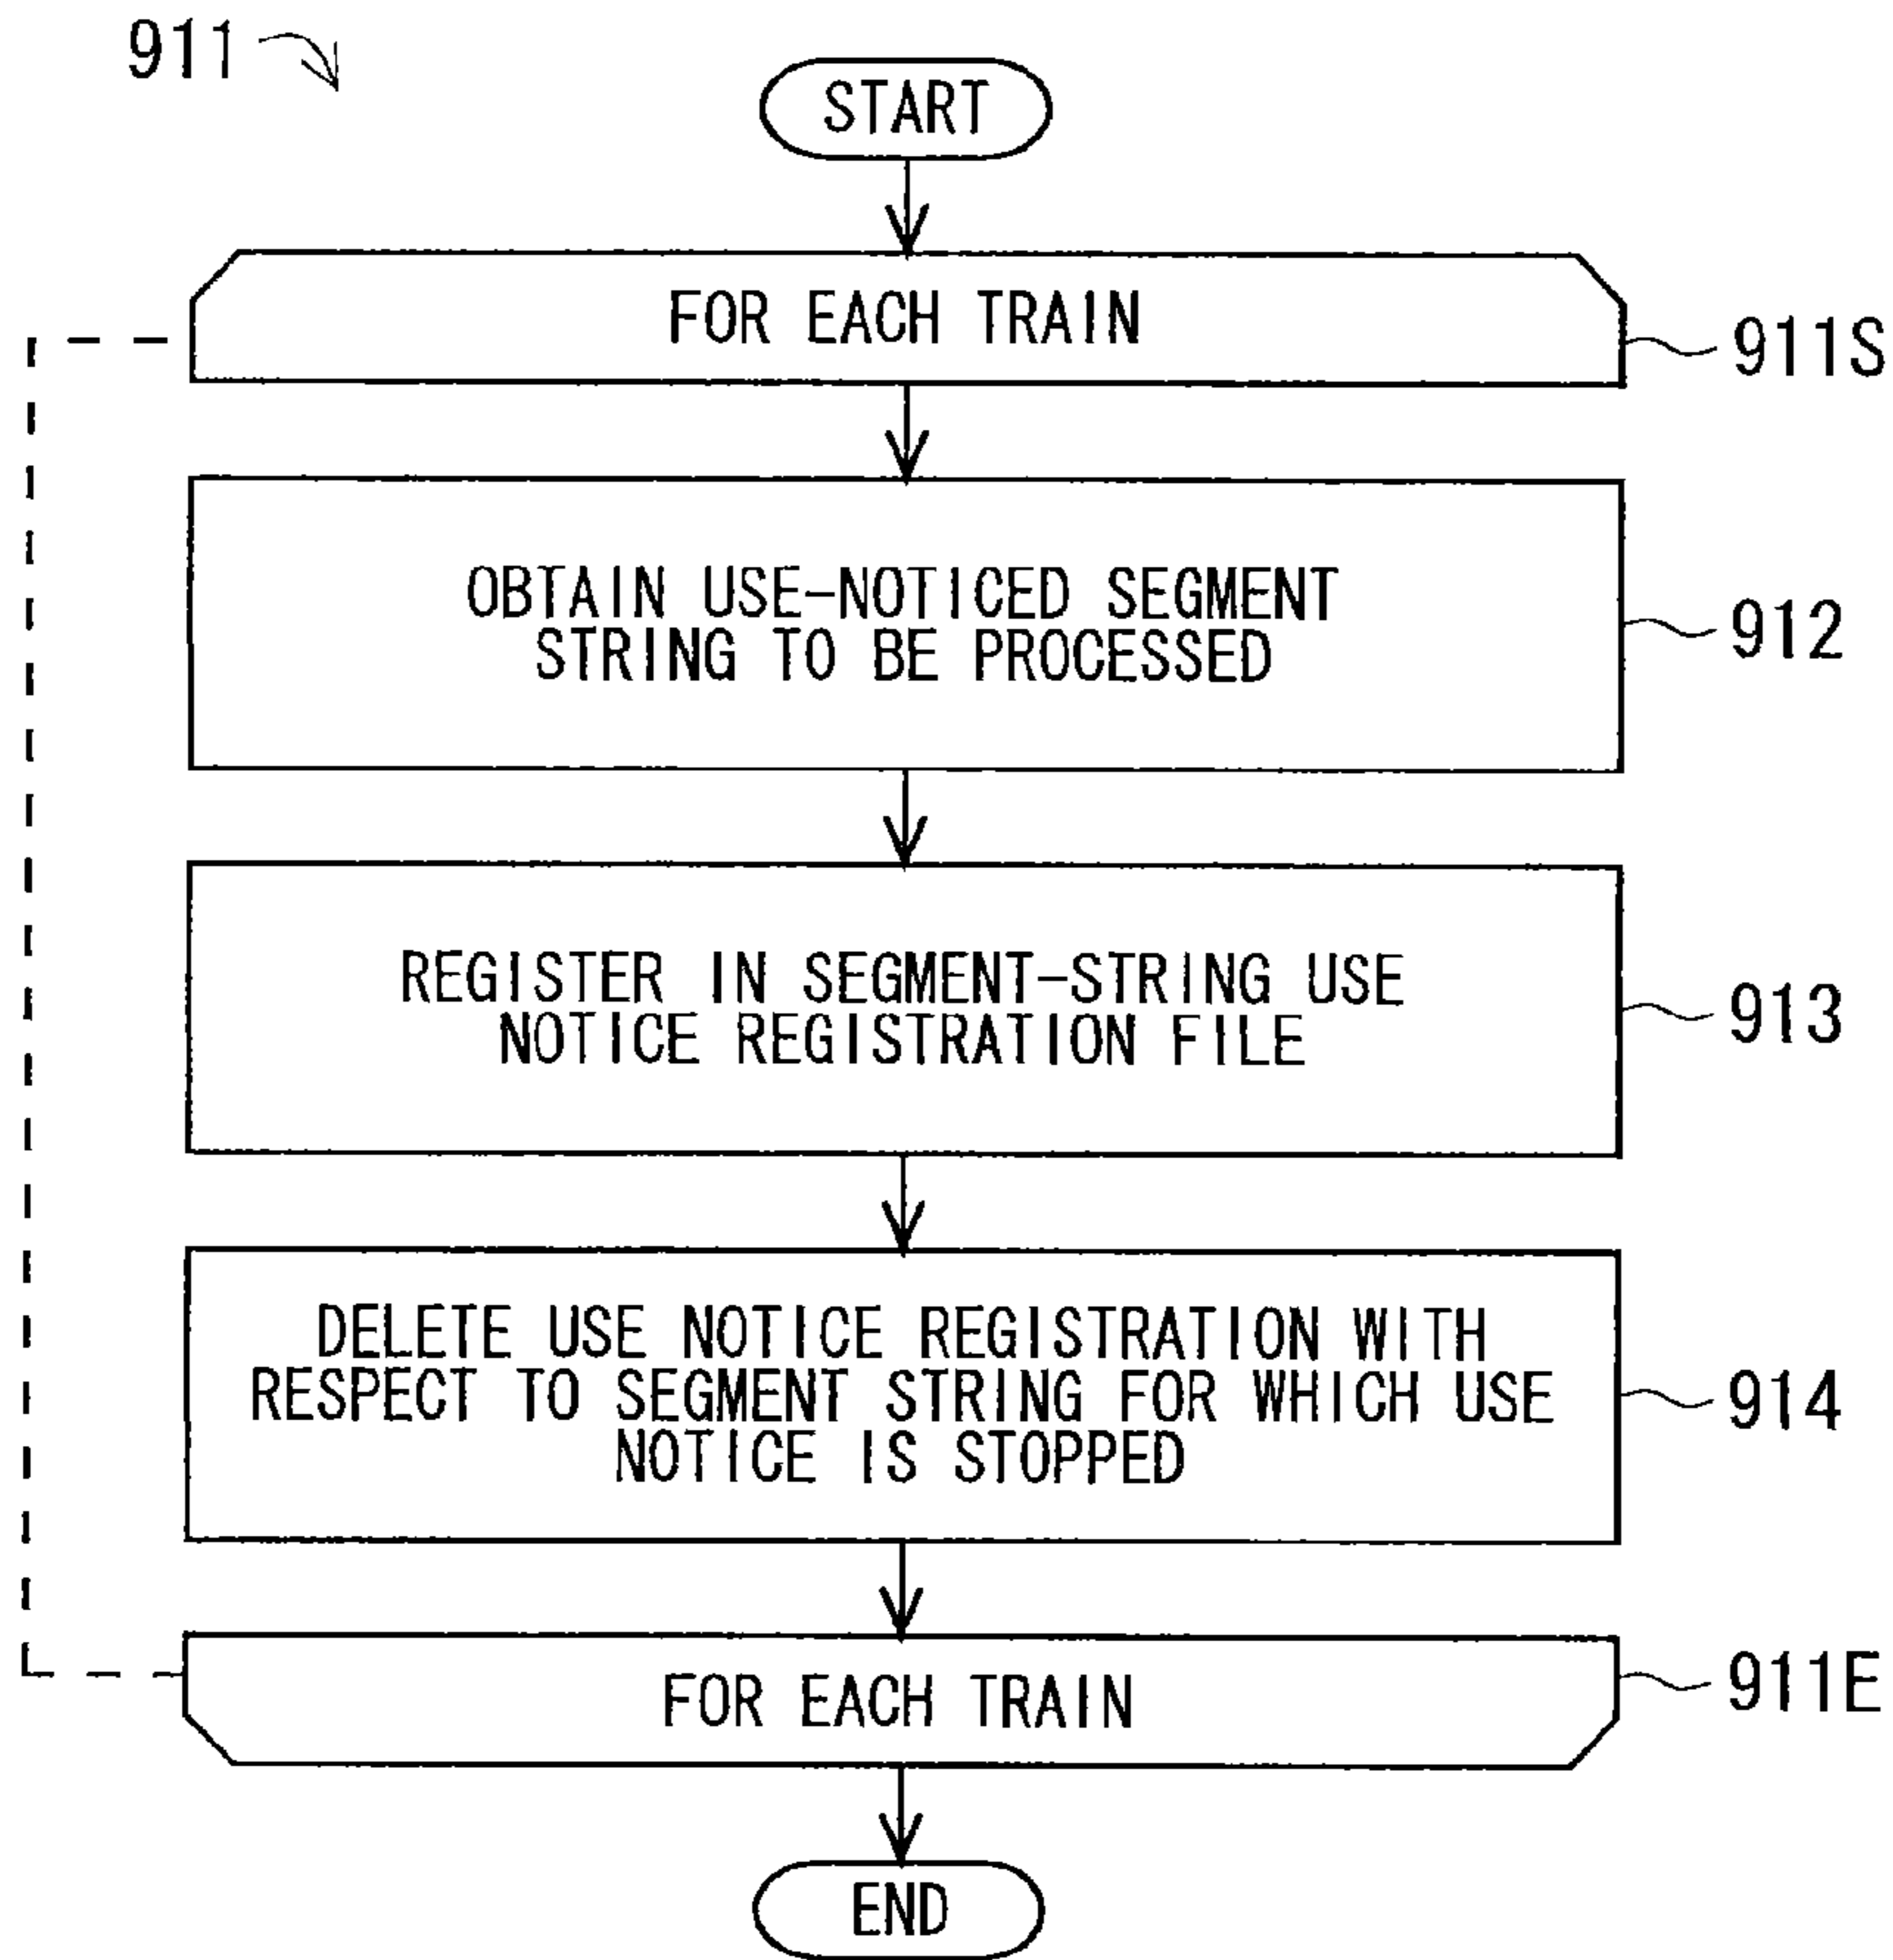 911
START
FOR EACH TRAIN
911S
OBTAIN USE-NOTICED SEGMENT
STRING TO BE PROCESSED
912
REGISTER IN SEGMENT-STRING USE
NOTICE REGISTRATION FILE
913
DELETE USE NOTICE REGISTRATION WITH
RESPECT TO SEGMENT STRING FOR WHICH USE
NOTICE IS STOPPED
914
FOR EACH TRAIN
911E
END